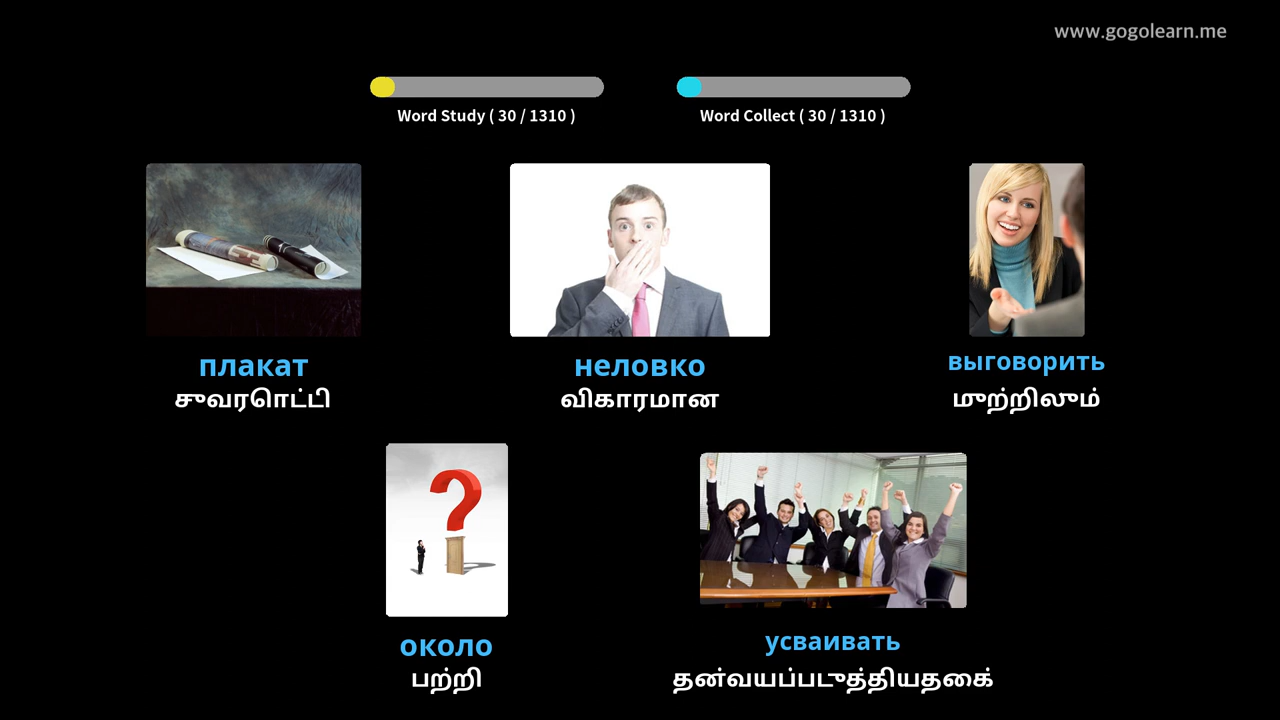 www.gogolearn.me
Word Study ( 30 / 1310 )
Word Collect ( 30 / 1310 )
плакат
சுவரொட்டி
неловко
விகாரமான
выговорить
முற்றிலும்
около
பற்றி
усваивать
தன்வயப்படுத்தியதகை்